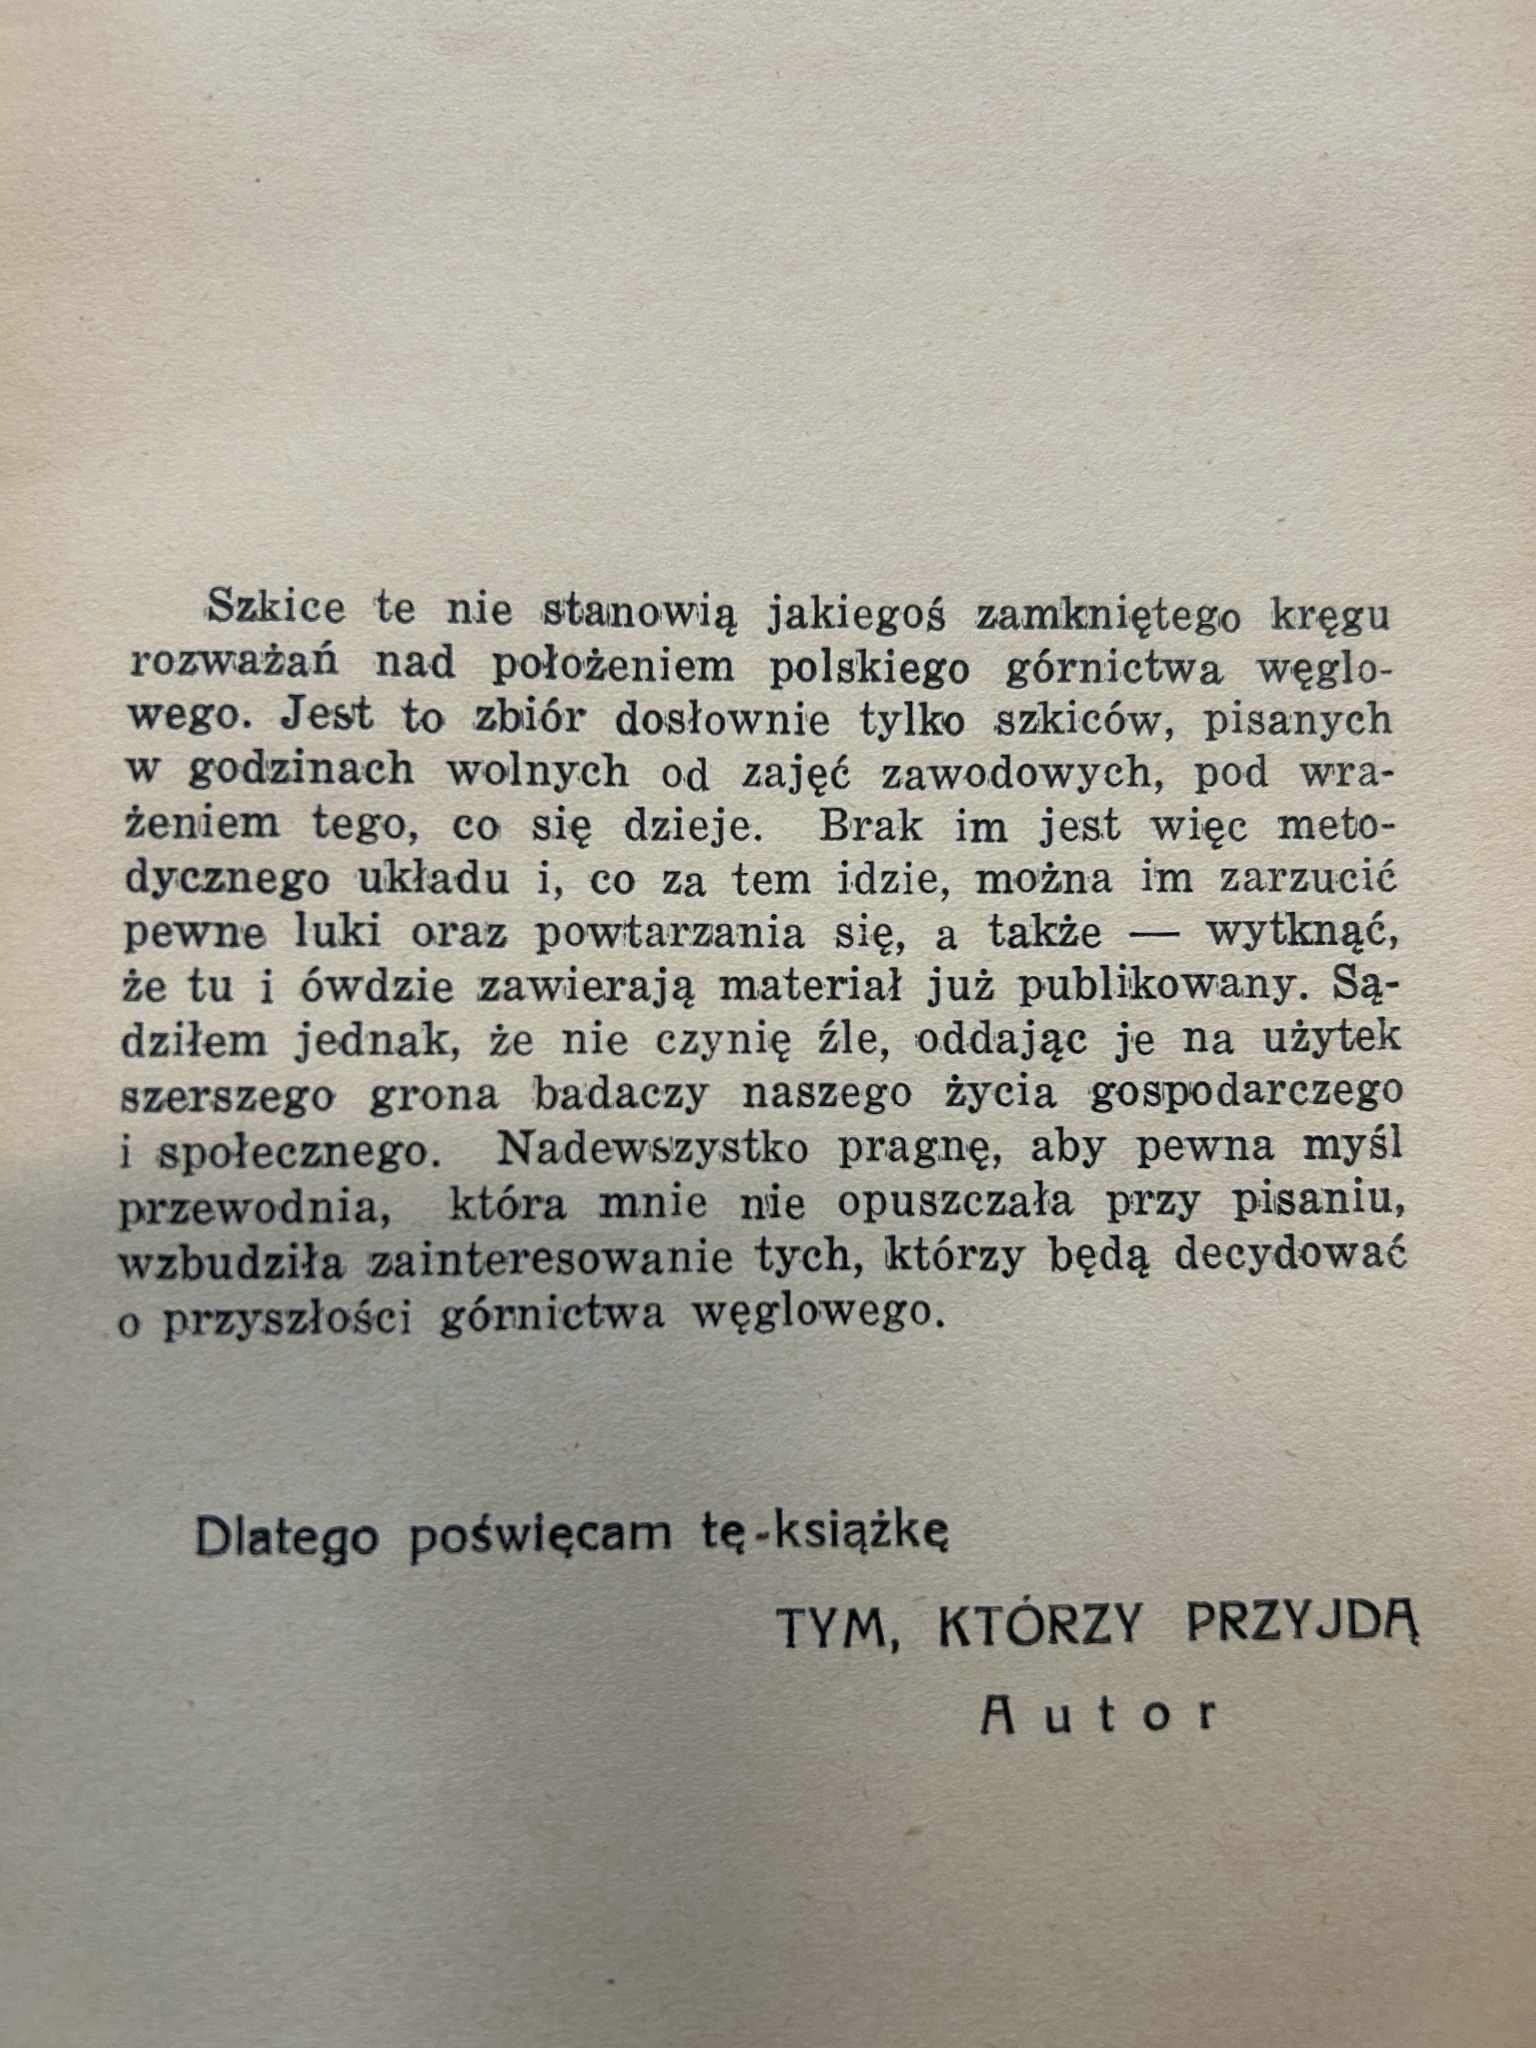 Szkice te nie stanowią jakiegoś zamkniętego kręgu
rozważań nad położeniem polskiego górnictwa węglo-
wego. Jest to zbiór dosłownie tylko szkiców, pisanych
w godzinach wolnych od zajęć zawodowych, pod wra-
żeniem tego, co się dzieje. Brak im jest więc meto-
dycznego układu i, co za tem idzie, można im zarzucić
pewne luki oraz powtarzania się, a także — wytknąć,
że tu i ówdzie zawierają materiał już publikowany. Są-
dziłem jednak, że nie czynię źle, oddając je na użytek
szerszego grona badaczy naszego życia gospodarczego
i społecznego. Nadewszystko pragnę, aby pewna myśl
przewodnia, która mnie nie opuszczała przy pisaniu,
wzbudziła zainteresowanie tych, którzy będą decydować
o przyszłości górnictwa węglowego.
Dlatego poświęcam tę-książkę
TYM, KTÓRZY PRZYJDĄ
Autor